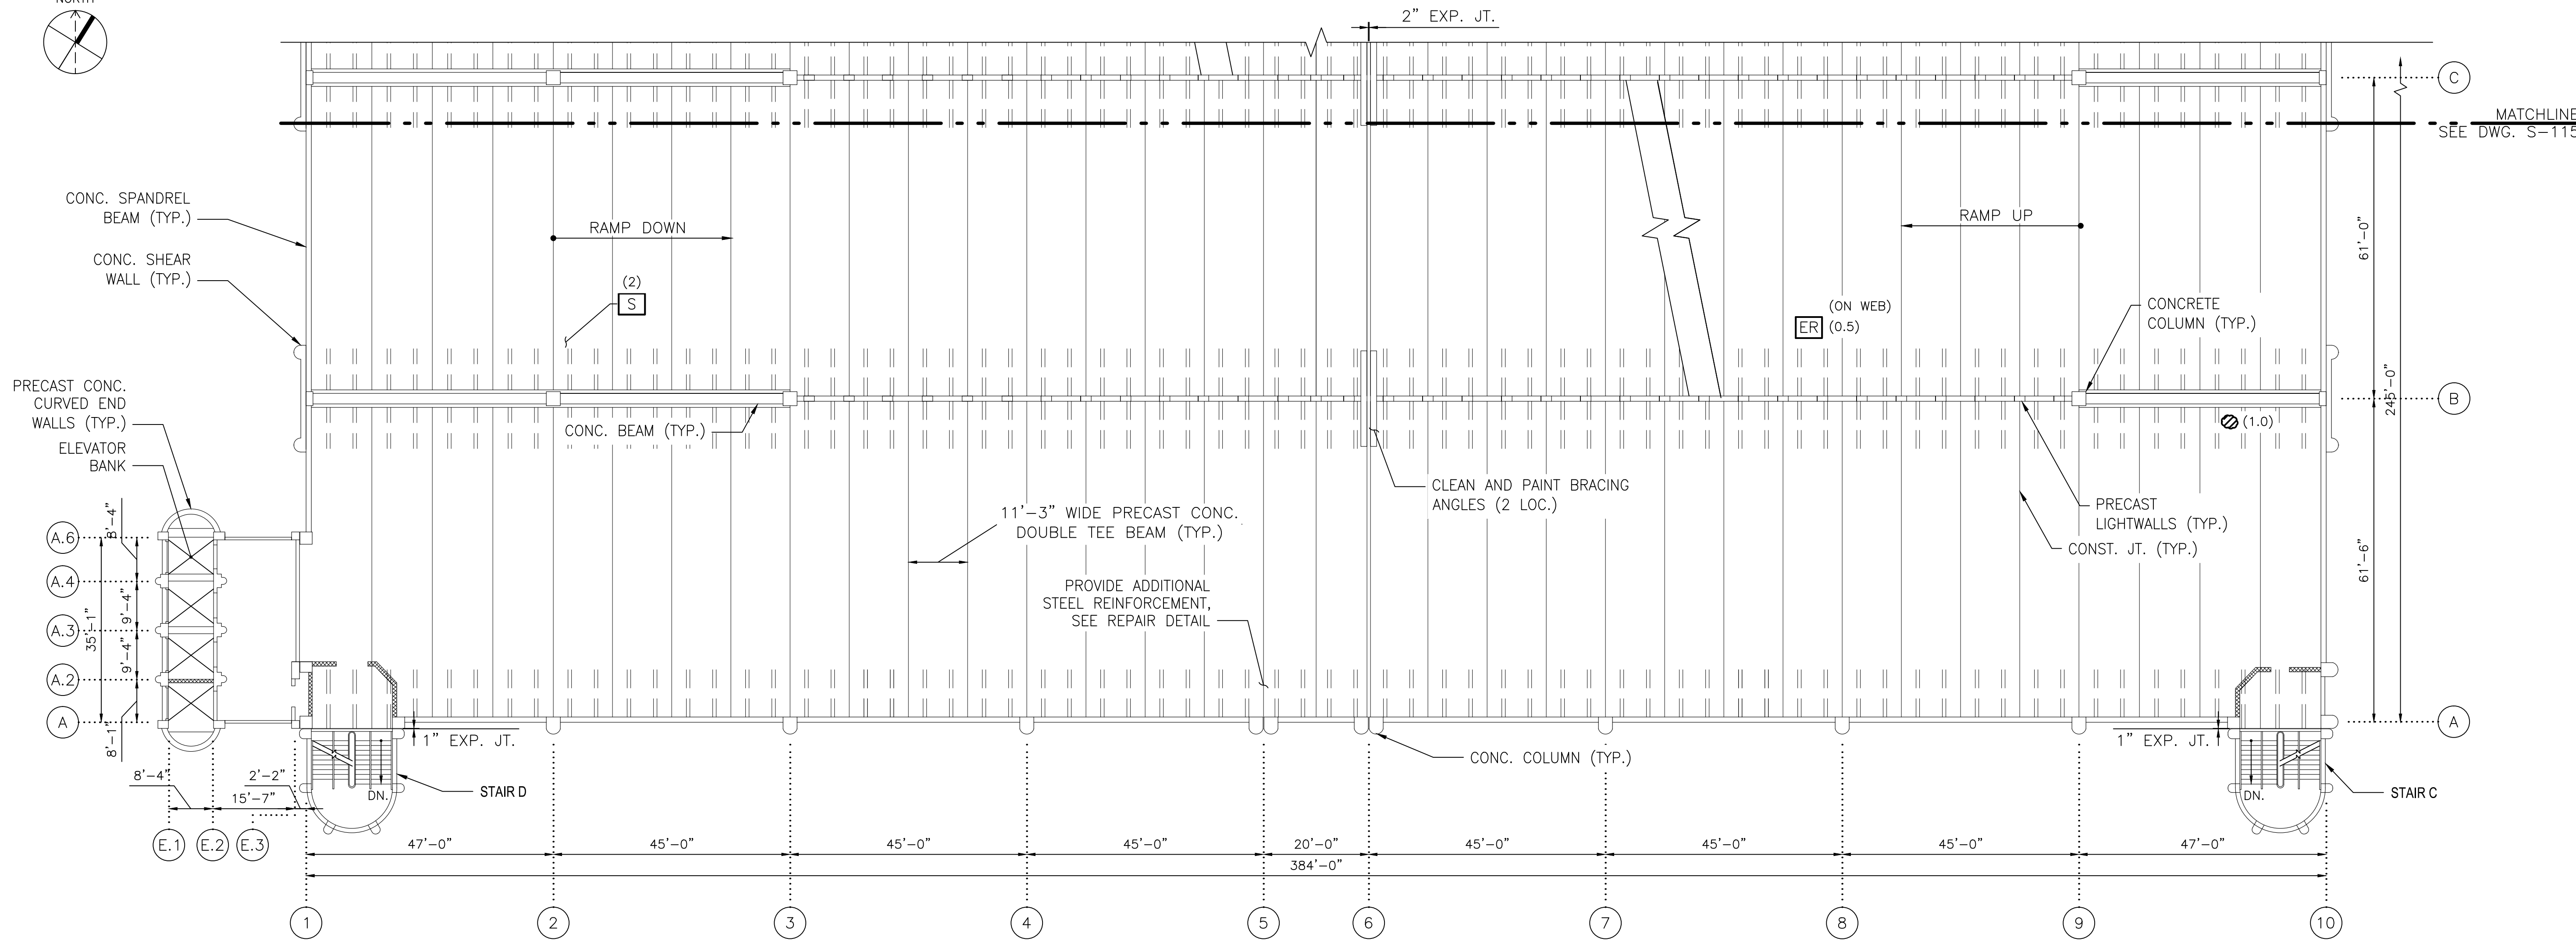 NORTH
2" EXP. JT.
C
MATCHLINE
SEE DWG. S-115
CONC. SPANDREL
BEAM (TYP.)
RAMP DOWN
RAMP UP
61'-0"
CONC. SHEAR
WALL (TYP.)
(2)
S
(ON WEB)
ER (0.5)
CONCRETE
COLUMN (TYP.)
245'-0"
PRECAST CONC.
CURVED END
WALLS (TYP.)
B
CONC. BEAM (TYP.)
(1.0)
ELEVATOR
BANK
CLEAN AND PAINT BRACING
ANGLES (2 LOC.)
PRECAST
LIGHTWALLS (TYP.)
11'-3" WIDE PRECAST CONC.
DOUBLE TEE BEAM (TYP.)
CONST. JT. (TYP.)
61'-6"
A.6
8'-4"
A.4
9'-4"
PROVIDE ADDITIONAL
STEEL REINFORCEMENT,
SEE REPAIR DETAIL
A.3
35'-1"
9'-4"
A.2
A
8'-1"
A
1" EXP. JT.
1" EXP. JT.
CONC. COLUMN (TYP.)
8'-4"
2'-2"
15'-7"
DN.
STAIR D
DN.
STAIR C
E.1
E.2
E.3
47'-0"
45'-0"
45'-0"
45'-0"
20'-0"
45'-0"
45'-0"
45'-0"
47'-0"
384'-0"
1
2
3
4
5
6
7
8
9
10